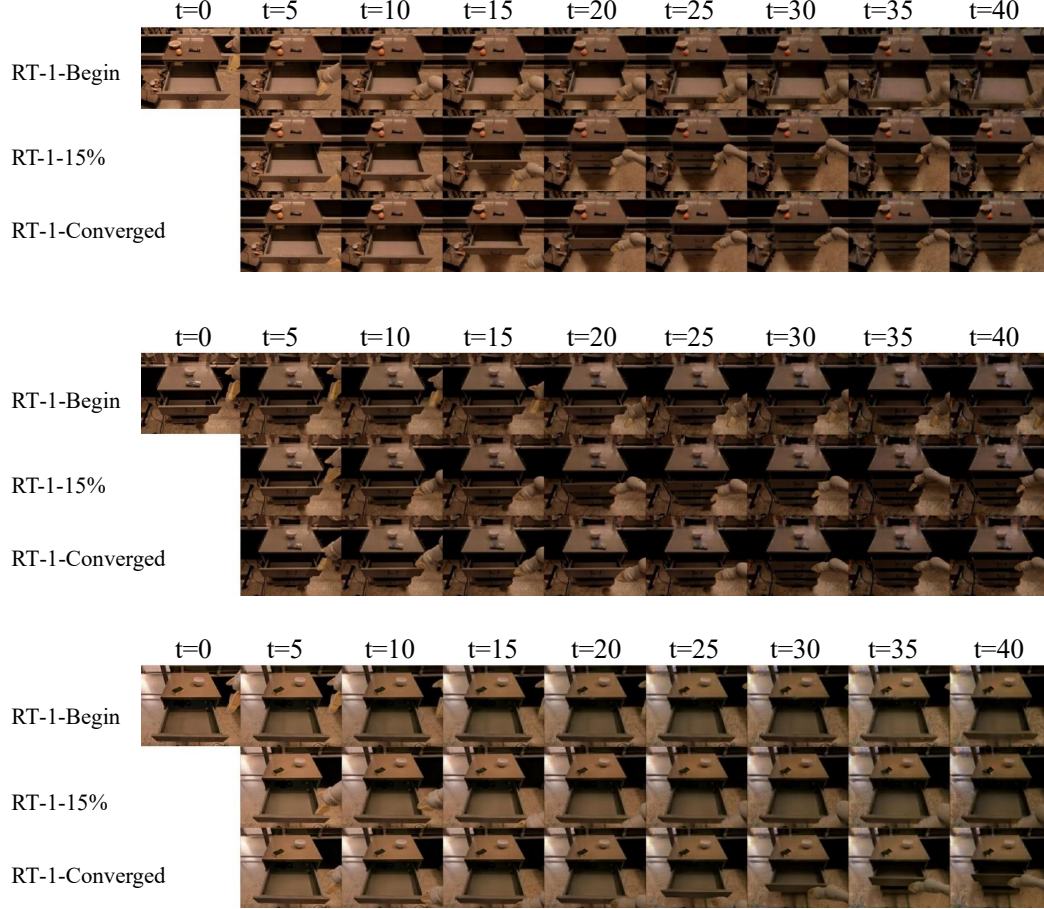 t=0 t=5 t=10 t=15 t=20 t=25 t=30 t=35 t=40
RT-1-Begin
RT-1-15%
RT-1-Converged
t=0 t=5 t=10 t=15 t=20 t=25 t=30 t=35 t=40
RT-1-Begin
RT-1-15%
RT-1-Converged
t=0 t=5 t=10 t=15 t=20 t=25 t=30 t=35 t=40
RT-1-Begin
RT-1-15%
RT-1-Converged